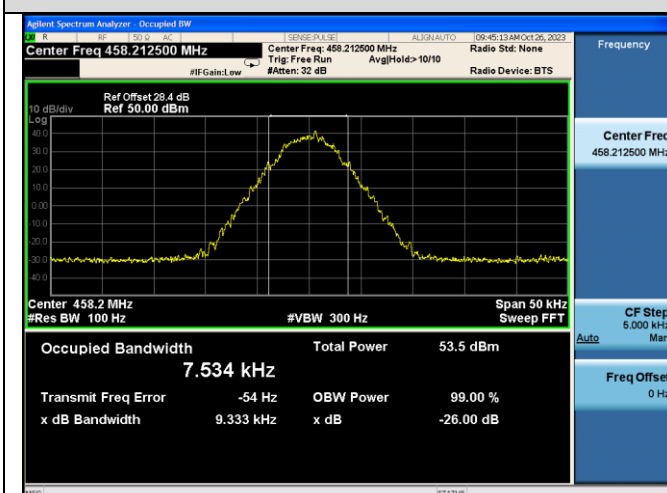 Agilent Spectrum Analyzer - Occupied BW
R RF 50 Ω AC SENSE:PULSE ALIGN AUTO 09:45:13 AM Oct 26, 2023
Center Freq 458.212500 MHz
Center Freq: 458.212500 MHz
Radio Std: None
Trig: Free Run Avg|Hold:>10/10
#IFGain:Low #Atten: 32 dB Radio Device: BTS
Frequency
Ref Offset 28.4 dB
10 dB/div Ref 50.00 dBm
Log
40.0
30.0
20.0
10.0
0.00
-10.0
-20.0
-30.0
-40.0
Center 458.2 MHz Span 50 kHz
#Res BW 100 Hz #VBW 300 Hz Sweep FFT
Center Freq
458.212500 MHz
CF Step
5.000 kHz
Auto Man
Freq Offset
0 Hz
Occupied Bandwidth Total Power 53.5 dBm
7.534 kHz
Transmit Freq Error -54 Hz OBW Power 99.00 %
x dB Bandwidth 9.333 kHz x dB -26.00 dB
MSG STATUS